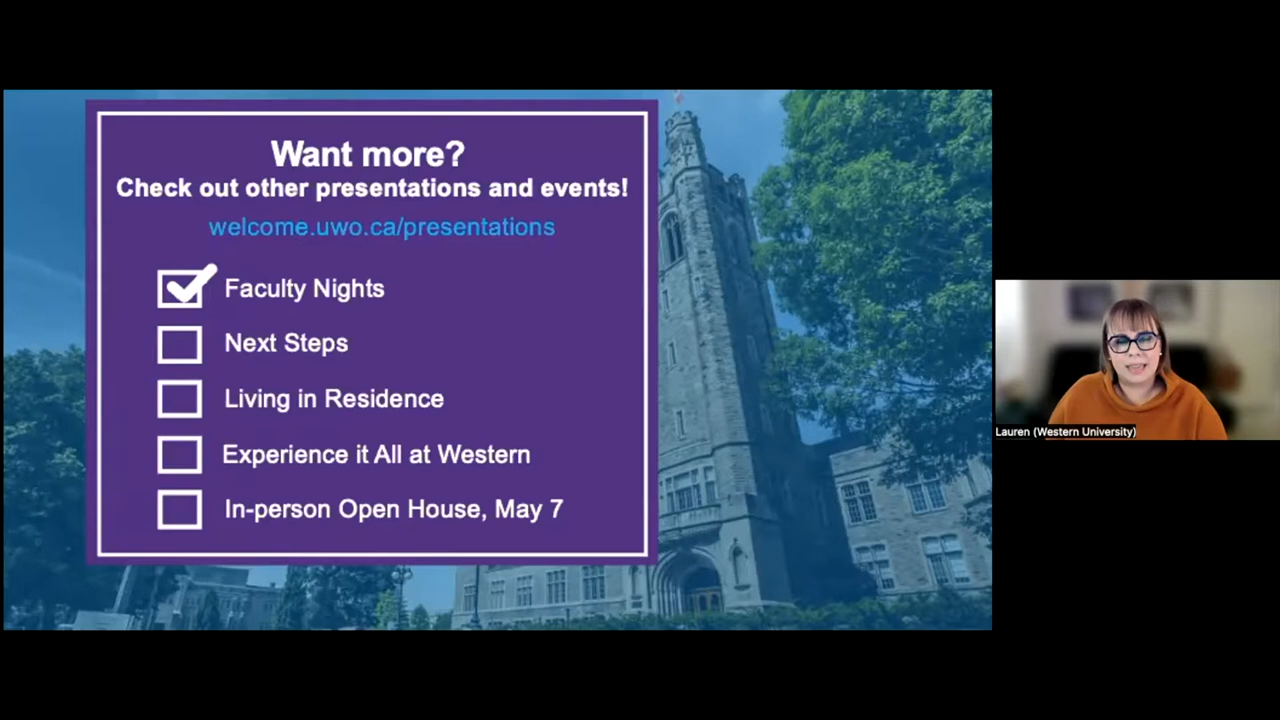 Want more?
Check out other presentations and events!
welcome.uwo.ca/presentations
Faculty Nights
Next Steps
Living in Residence
Experience it All at Western
In-person Open House, May 7
Lauren (Western University)